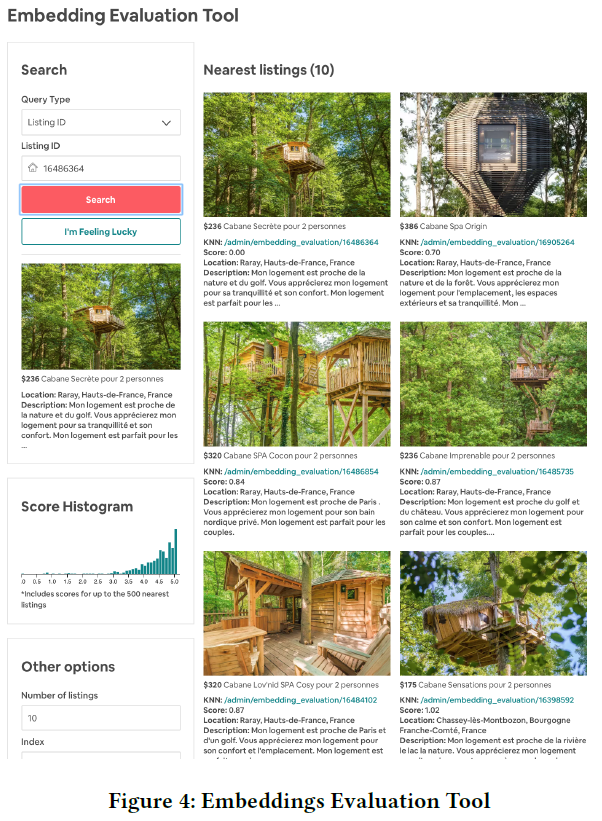 Embedding Evaluation Tool
Search
Query Type
Listing ID
Listing ID
16486364
Search
I'm Feeling Lucky
$236 Cabane Secrète pour 2 personnes
Location: Raray, Hauts-de-France, France
Description: Mon logement est proche de
la nature et du golf. Vous apprécierez mon
logement pour sa tranquillité et son
confort. Mon logement est parfait pour les
...
Score Histogram
.0 0.5 1.0 1.5 2.0 2.5 3.0 3.5 4.0 4.5 5.0
*Includes scores for up to the 500 nearest
listings
Other options
Number of listings
10
Index
Nearest listings (10)
$236 Cabane Secrète pour 2 personnes
KNN: /admin/embedding_evaluation/16486364
Score: 0.00
Location: Raray, Hauts-de-France, France
Description: Mon logement est proche de la
nature et du golf. Vous apprécierez mon logement
pour sa tranquillité et son confort. Mon logement
est parfait pour les ...
$386 Cabane Spa Origin
KNN: /admin/embedding_evaluation/16905264
Score: 0.70
Location: Raray, Hauts-de-France, France
Description: Mon logement est proche de la
nature et de la forêt. Vous apprécierez mon
logement pour l'emplacement, les espaces
extérieurs et sa tranquilité. Mon ...
$320 Cabane SPA Cocon pour 2 personnes
KNN: /admin/embedding_evaluation/16486854
Score: 0.84
Location: Raray, Hauts-de-France, France
Description: Mon logement est proche de Paris .
Vous apprécierez mon logement pour son bain
nordique privé. Mon logement est parfait pour les
couples.
$236 Cabane Imprenable pour 2 personnes
KNN: /admin/embedding_evaluation/16485735
Score: 0.87
Location: Raray, Hauts-de-France, France
Description: Mon logement est proche du golf et
du château. Vous apprécierez mon logement pour
son calme et son confort. Mon logement est
parfait pour les couples....
$320 Cabane Lov'nid SPA Cosy pour 2 personnes
KNN: /admin/embedding_evaluation/16484102
Score: 0.87
Location: Raray, Hauts-de-France, France
Description: Mon logement est proche de Paris et
d'un golf. Vous apprécierez mon logement pour
son confort et l'emplacement. Mon logement est
$175 Cabane Sensations pour 2 personnes
KNN: /admin/embedding_evaluation/16398592
Score: 1.02
Location: Chassey-lès-Montbozon, Bourgogne
Franche-Comté, France
Description: Mon logement est proche de la rivière
le lac la nature. Vous apprécierez mon logement
Figure 4: Embeddings Evaluation Tool